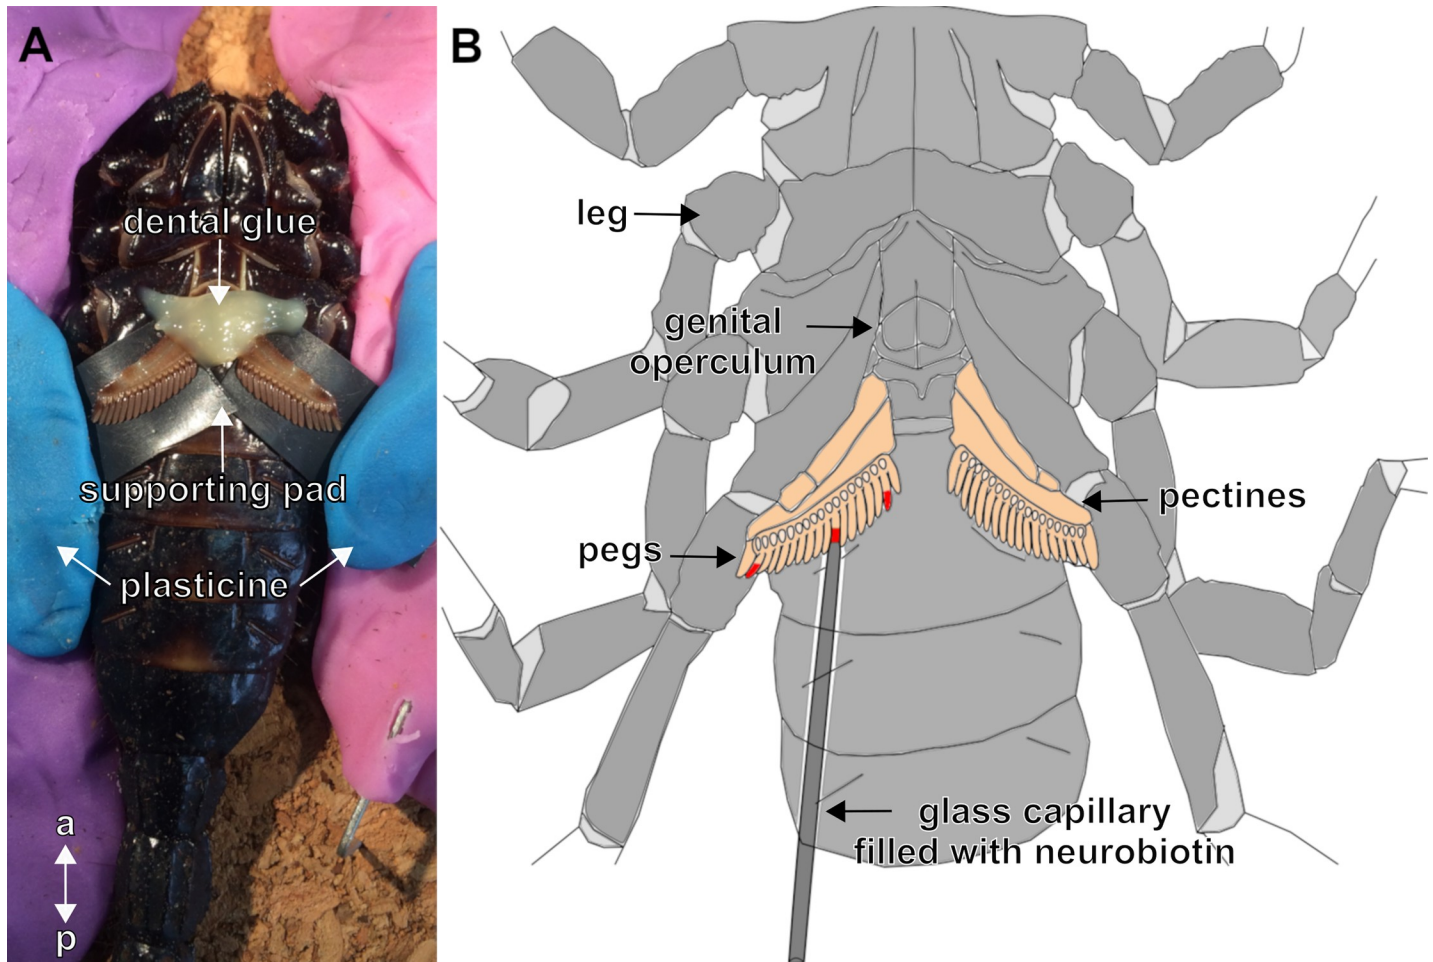 A
dental glue
supporting pad
plasticine
a
p
B
leg
genital
operculum
pectines
pegs
glass capillary
filled with neurobiotin